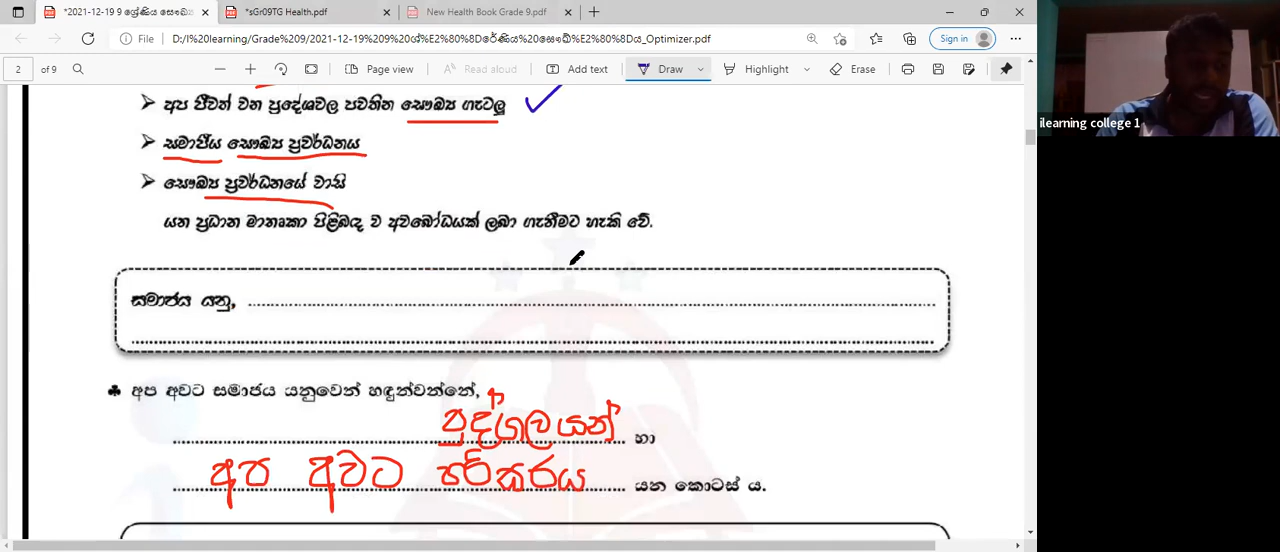 *2021-12-19 9 ශ්‍රේණිය සෞඛ්‍ය
*sGr09TG Health.pdf
New Health Book Grade 9.pdf
File
D:/I%20learning/Grade%209/2021-12-19%209%20ශ්%E2%80%8Dරේණිය%20සෞඛ්%E2%80%8Dය_Optimizer.pdf
Sign in
2 of 9
Page view
Read aloud
Add text
Draw
Highlight
Erase
ilearning college 1
➤ අප ජීවත් වන ප්‍රදේශවල පවතින සෞඛ්‍ය ගැටලු
➤ සමාජීය සෞඛ්‍ය ප්‍රවර්ධනය
➤ සෞඛ්‍ය ප්‍රවර්ධනයේ වාසි
යන ප්‍රධාන මාතෘකා පිළිබඳ ව අවබෝධයක් ලබා ගැනීමට හැකි වේ.
සමාජය යනු, ........................................
........................................
♣ අප අවට සමාජය යනුවෙන් හඳුන්වන්නේ,
පුද්ගලයන් හා
අප අවට පරිසරය යන කොටස් ය.